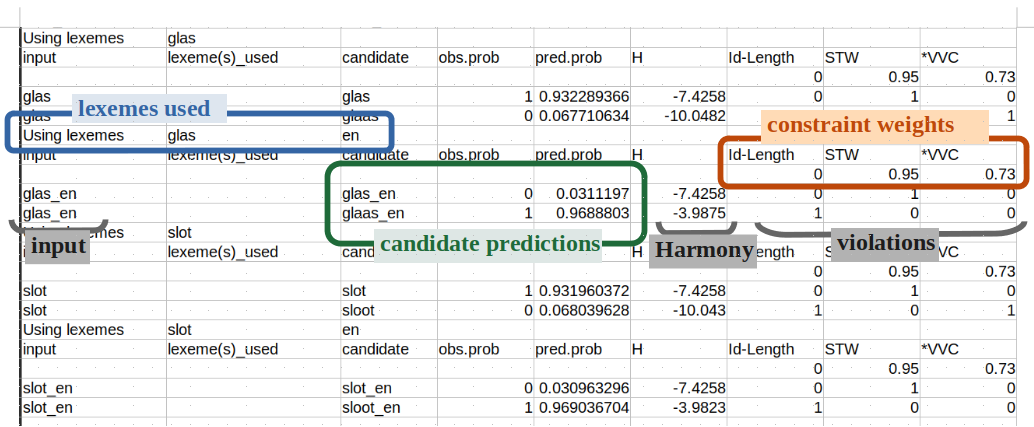 Using lexemes glas
input lexeme(s)_used candidate obs.prob pred.prob H Id-Length STW *VVC
0 0.95 0.73
glas glas 1 0.932289366 -7.4258 0 1 0
lexemes used
glas glaas 0 0.067710634 -10.0482 1
constraint weights
Using lexemes glas en
input lexeme(s)_used candidate obs.prob pred.prob H Id-Length STW *VVC
0 0.95 0.73
glas_en glas_en 0 0.0311197 -7.4258 0 1 0
glas_en glaas_en 1 0.9688803 -3.9875 1 0 0
slot
input candidate predictions Harmony violations
lexeme(s)_used H
0 0.95 0.73
slot slot 1 0.931960372 -7.4258 0 1 0
slot sloot 0 0.068039628 -10.043 1 0 1
Using lexemes slot en
input lexeme(s)_used candidate obs.prob pred.prob H Id-Length STW *VVC
0 0.95 0.73
slot_en slot_en 0 0.030963296 -7.4258 0 1 0
slot_en sloot_en 1 0.969036704 -3.9823 1 0 0